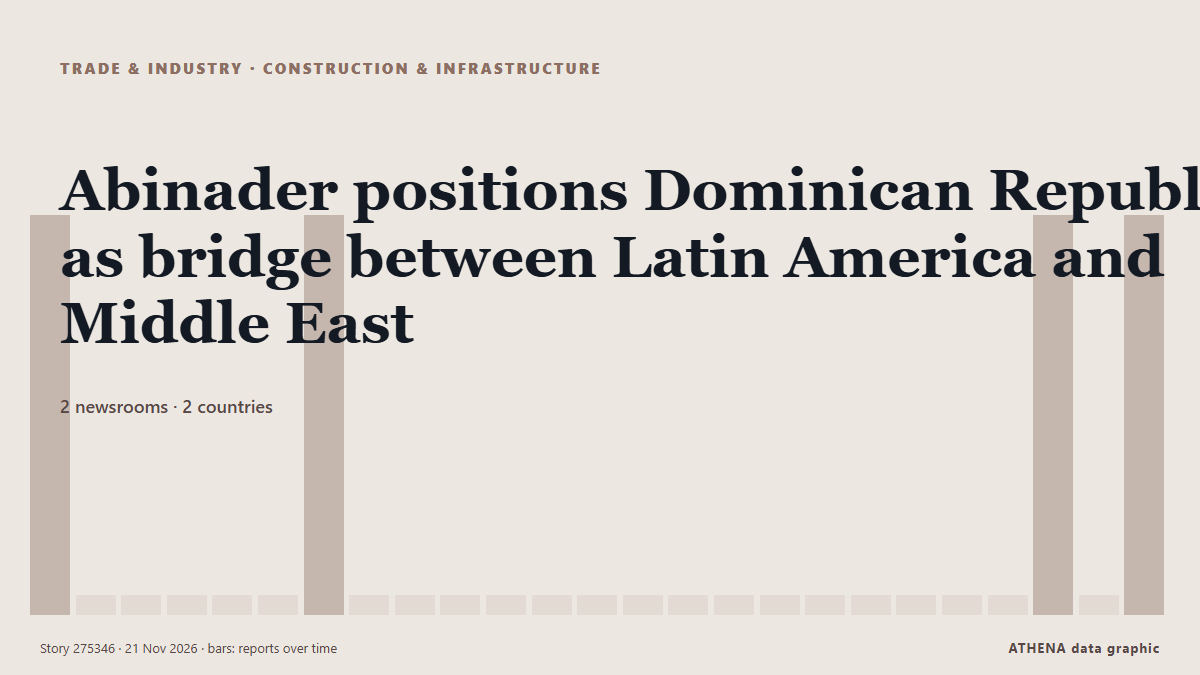 TRADE & INDUSTRY · CONSTRUCTION & INFRASTRUCTURE
Abinader positions Dominican Republ
as bridge between Latin America and
Middle East
2 newsrooms · 2 countries
Story 275346 · 21 Nov 2026 · bars: reports over time
ATHENA data graphic